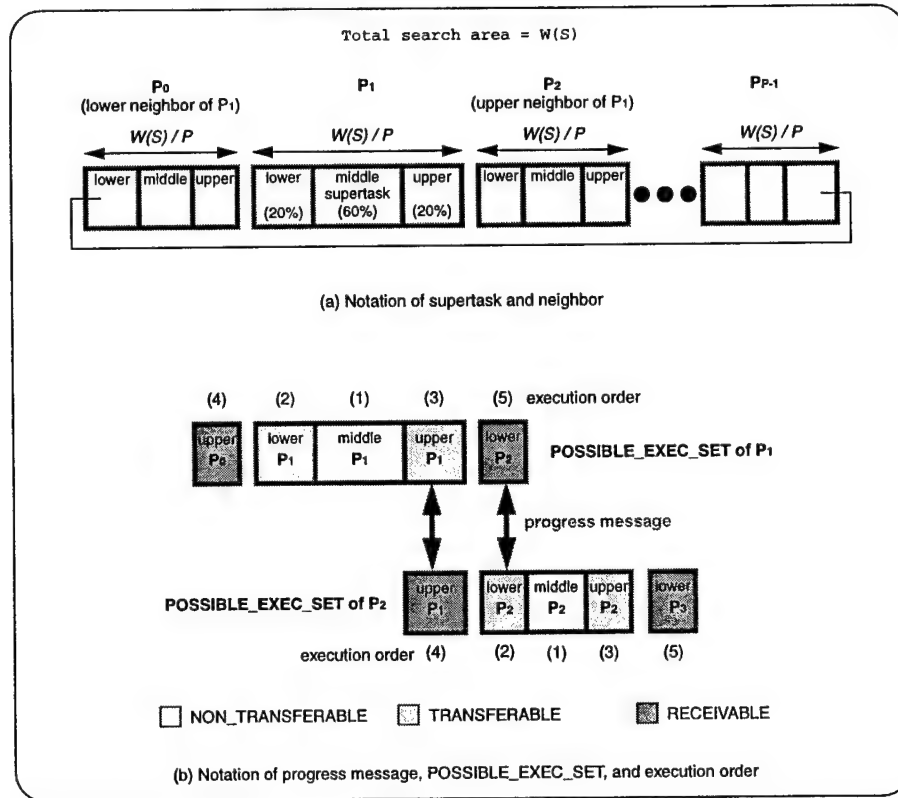 Total search area = W(S)
P0 P1 P2 PP-1
(lower neighbor of P1) (upper neighbor of P1)
W(S) / P W(S) / P W(S) / P W(S) / P
lower middle upper lower middle upper lower middle upper
supertask
(20%) (60%) (20%)
(a) Notation of supertask and neighbor
(4) (2) (1) (3) (5) execution order
upper lower middle upper lower
P0 P1 P1 P1 P2 POSSIBLE_EXEC_SET of P1
progress message
upper lower middle upper lower
POSSIBLE_EXEC_SET of P2 P1 P2 P2 P2 P3
execution order (4) (2) (1) (3) (5)
NON_TRANSFERABLE TRANSFERABLE RECEIVABLE
(b) Notation of progress message, POSSIBLE_EXEC_SET, and execution order